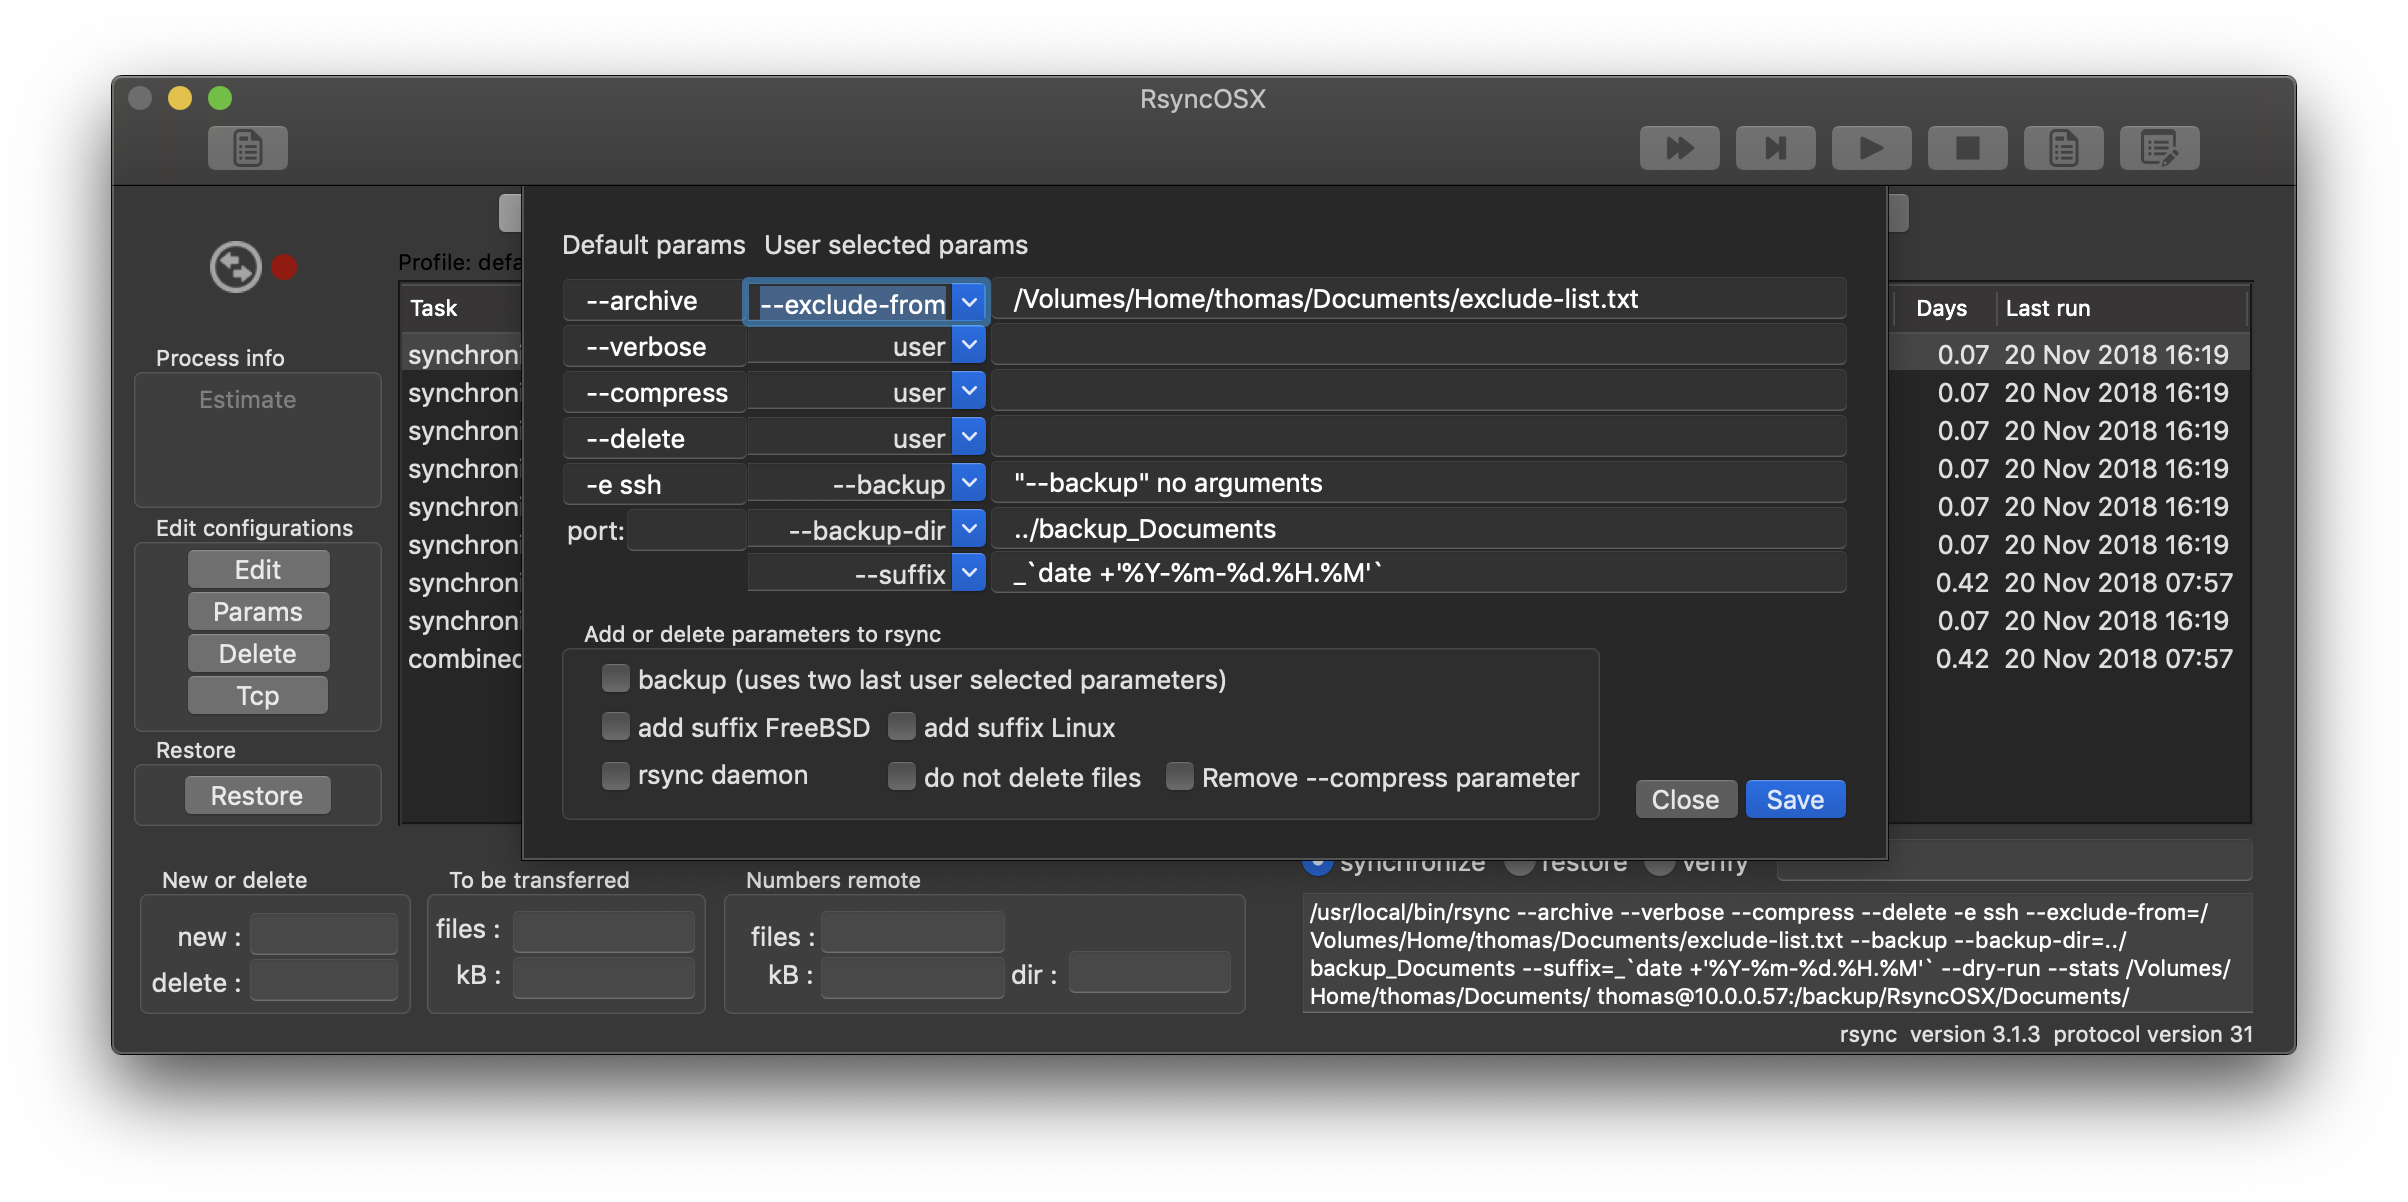 RsyncOSX
Profile: defa
Default params User selected params
--archive --exclude-from /Volumes/Home/thomas/Documents/exclude-list.txt
--verbose user
--compress user
--delete user
-e ssh --backup "--backup" no arguments
port: --backup-dir ../backup_Documents
--suffix _`date +'%Y-%m-%d.%H.%M'`
Add or delete parameters to rsync
backup (uses two last user selected parameters)
add suffix FreeBSD add suffix Linux
rsync daemon do not delete files Remove --compress parameter
Close Save
Task
synchroni
synchroni
synchroni
synchroni
synchroni
synchroni
synchroni
synchroni
combined
Days Last run
0.07 20 Nov 2018 16:19
0.07 20 Nov 2018 16:19
0.07 20 Nov 2018 16:19
0.07 20 Nov 2018 16:19
0.07 20 Nov 2018 16:19
0.07 20 Nov 2018 16:19
0.42 20 Nov 2018 07:57
0.07 20 Nov 2018 16:19
0.42 20 Nov 2018 07:57
Process info
Estimate
Edit configurations
Edit
Params
Delete
Tcp
Restore
Restore
synchronize restore verify
New or delete
new :
delete :
To be transferred
files :
kB :
Numbers remote
files :
kB : dir :
/usr/local/bin/rsync --archive --verbose --compress --delete -e ssh --exclude-from=/
Volumes/Home/thomas/Documents/exclude-list.txt --backup --backup-dir=../
backup_Documents --suffix=_`date +'%Y-%m-%d.%H.%M'` --dry-run --stats /Volumes/
Home/thomas/Documents/ thomas@10.0.0.57:/backup/RsyncOSX/Documents/
rsync version 3.1.3 protocol version 31